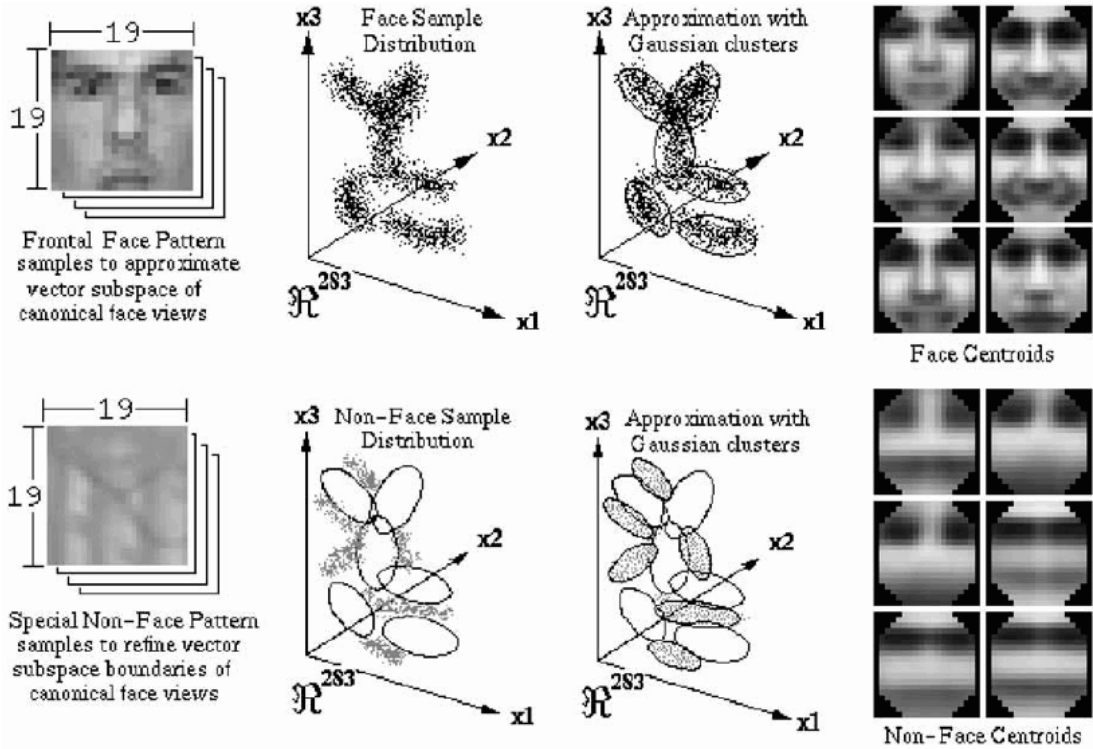 19
19
Frontal Face Pattern
samples to approximate
vector subspace of
canonical face views
x3
Face Sample
Distribution
x2
ℜ283
x1
x3
Approximation with
Gaussian clusters
x2
ℜ283
x1
Face Centroids
19
19
Special Non-Face Pattern
samples to refine vector
subspace boundaries of
canonical face views
x3
Non-Face Sample
Distribution
x2
ℜ283
x1
x3
Approximation with
Gaussian clusters
x2
ℜ283
x1
Non-Face Centroids